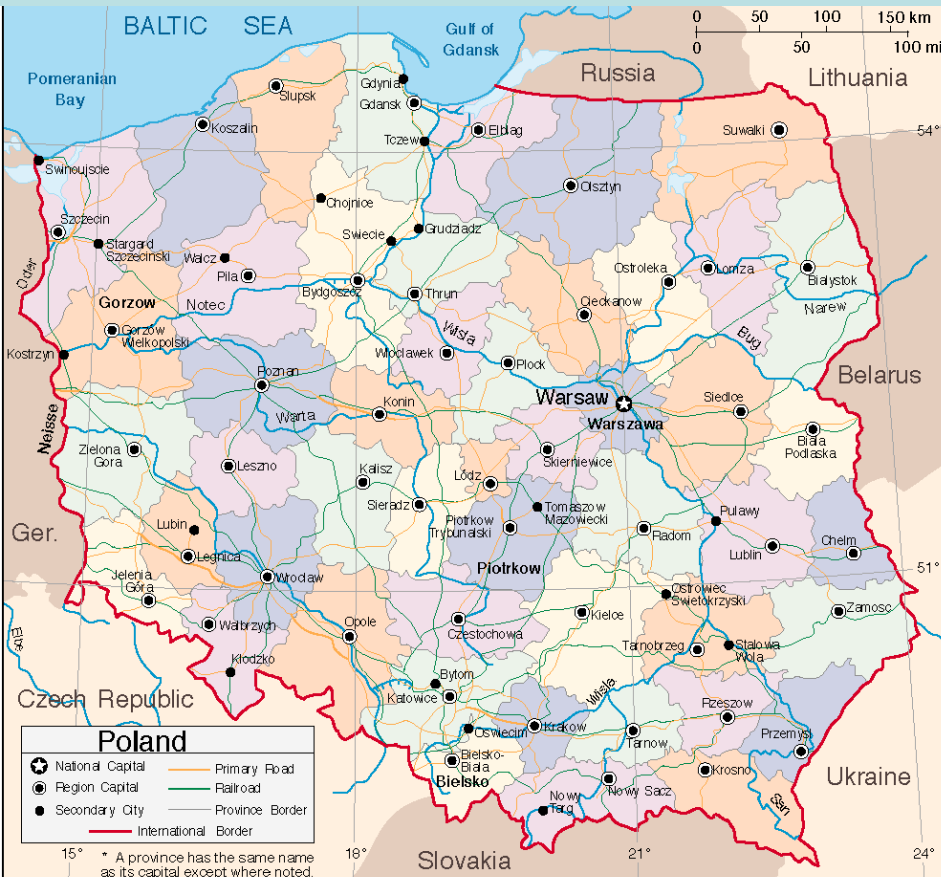 BALTIC SEA
Gulf of
Gdansk
0 50 100 150 km
0 50 100 mi
Pomeranian
Bay
Russia
Lithuania
Gdynia
Slupsk
Gdansk
Koszalin
Elblag
Suwalki
54°
Tczew
Swinoujscie
Olsztyn
Chojnice
Szczecin
Grudziadz
Swiecie
Stargard
Szczecinski
Walcz
Pila
Ostroleka
Lomza
Bialystok
Oder
Bydgoszcz
Thrun
Gorzow
Notec
Cieckanow
Narew
Gorzow
Wielkopolski
Wisla
Bug
Kostrzyn
Wloclawek
Plock
Poznan
Belarus
Warsaw
Siedlce
Neisse
Warta
Konin
Warszawa
Biala
Podlaska
Zielona
Gora
Skierniewice
Leszno
Kalisz
Lódz
Sieradz
Tomaszow
Mazowiecki
Pulawy
Ger.
Lubin
Piotrkow
Trybunalski
Radom
Chelm
Legnica
Lublin
Piotrkow
51°
Jelenia
Góra
Wroclaw
Ostrowiec
Swietokrzyski
Kielce
Zamosc
Walbrzych
Opole
Czestochowa
Elbe
Tarnobrzeg
Stalowa
Wola
Klodzko
Bytom
Czech Republic
Katowice
Wisla
Rzeszow
Oswiecim
Krakow
Tarnow
Przemysl
Bielsko-
Biala
Bielsko
Krosno
Ukraine
Nowy
Targ
Nowy Sacz
San
Poland
National Capital
Primary Road
Region Capital
Railroad
Secondary City
Province Border
International Border
15°
18°
21°
24°
* A province has the same name
as its capital except where noted.
Slovakia